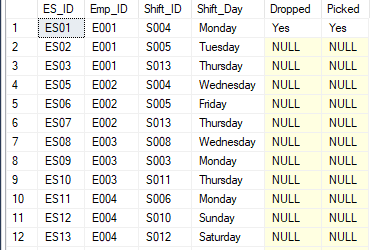 ES_ID Emp_ID Shift_ID Shift_Day Dropped Picked
1 ES01 E001 S004 Monday Yes Yes
2 ES02 E001 S005 Tuesday NULL NULL
3 ES03 E001 S013 Thursday NULL NULL
4 ES05 E002 S004 Wednesday NULL NULL
5 ES06 E002 S005 Friday NULL NULL
6 ES07 E002 S013 Thursday NULL NULL
7 ES08 E003 S008 Wednesday NULL NULL
8 ES09 E003 S003 Monday NULL NULL
9 ES10 E003 S011 Thursday NULL NULL
10 ES11 E004 S006 Monday NULL NULL
11 ES12 E004 S010 Sunday NULL NULL
12 ES13 E004 S012 Saturday NULL NULL